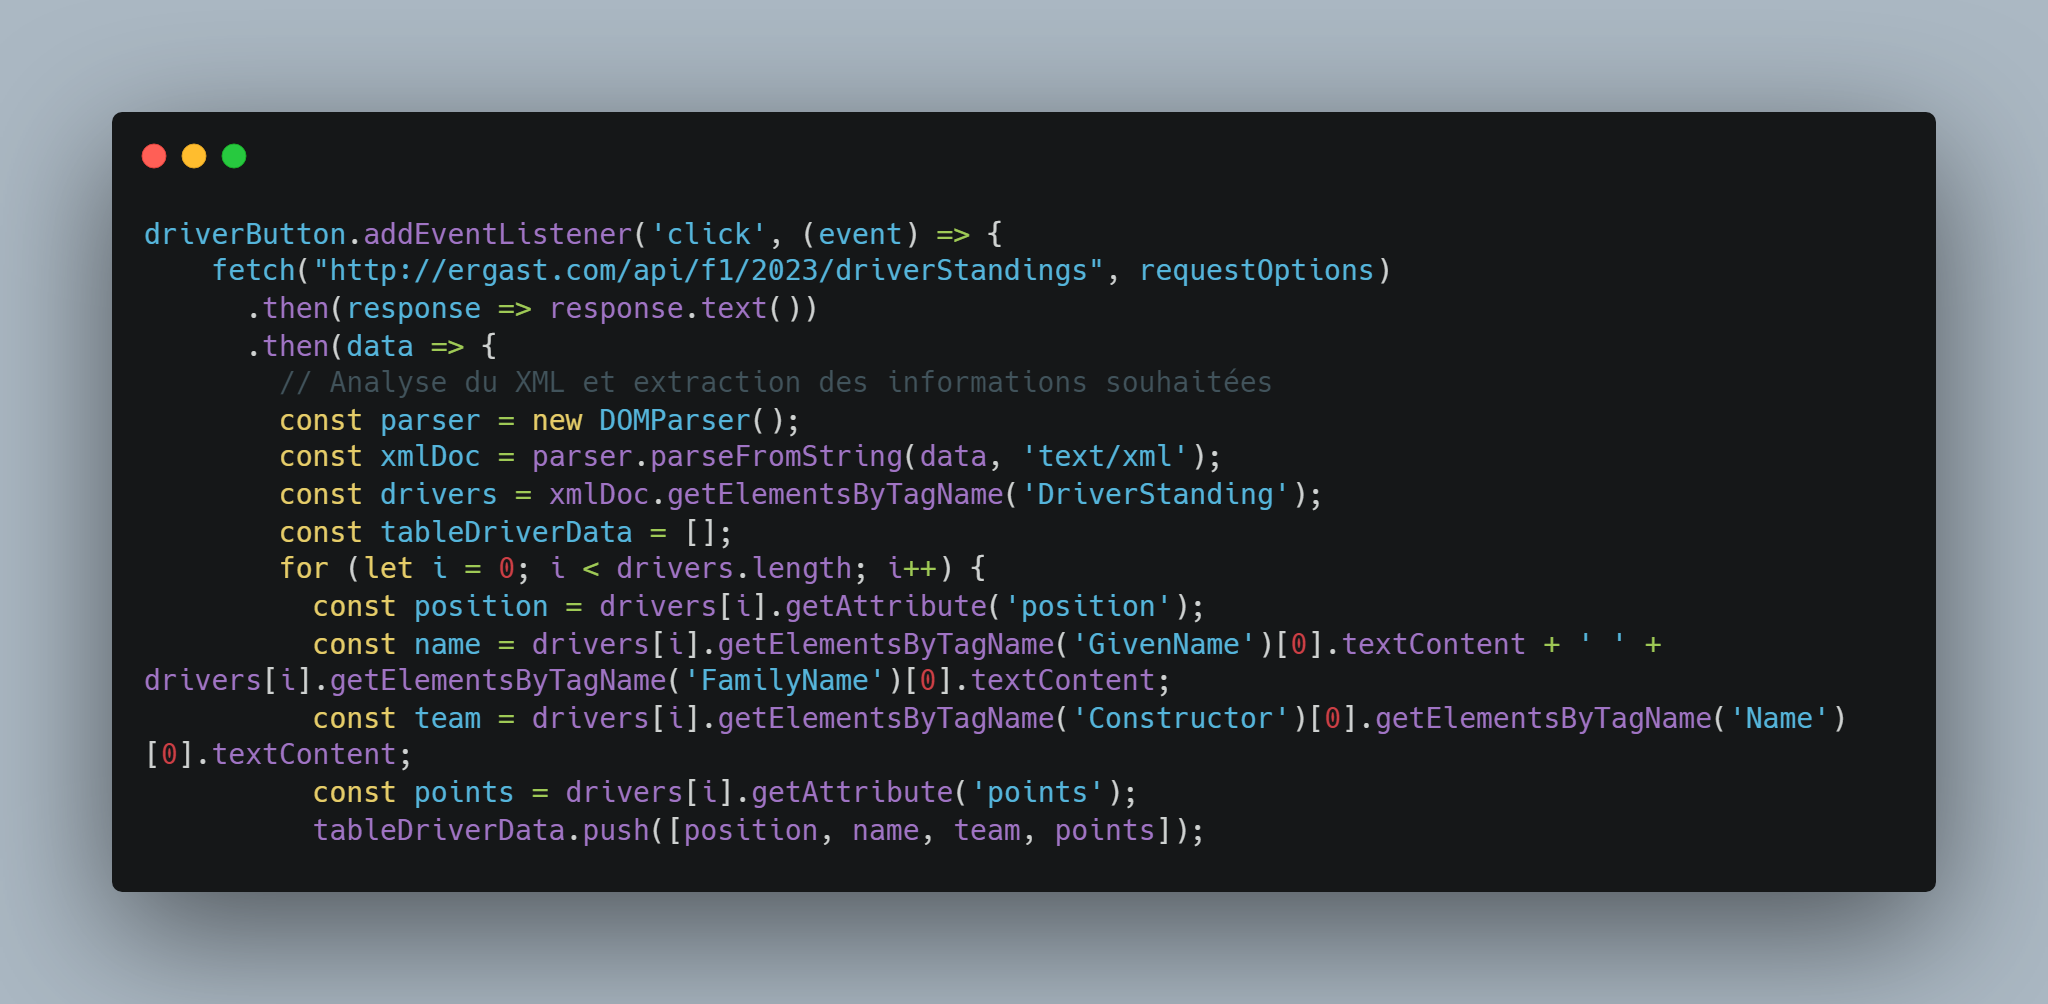 driverButton.addEventListener('click', (event) => {
    fetch("http://ergast.com/api/f1/2023/driverStandings", requestOptions)
      .then(response => response.text())
      .then(data => {
        // Analyse du XML et extraction des informations souhaitées
        const parser = new DOMParser();
        const xmlDoc = parser.parseFromString(data, 'text/xml');
        const drivers = xmlDoc.getElementsByTagName('DriverStanding');
        const tableDriverData = [];
        for (let i = 0; i < drivers.length; i++) {
          const position = drivers[i].getAttribute('position');
          const name = drivers[i].getElementsByTagName('GivenName')[0].textContent + ' ' +
drivers[i].getElementsByTagName('FamilyName')[0].textContent;
          const team = drivers[i].getElementsByTagName('Constructor')[0].getElementsByTagName('Name')
[0].textContent;
          const points = drivers[i].getAttribute('points');
          tableDriverData.push([position, name, team, points]);